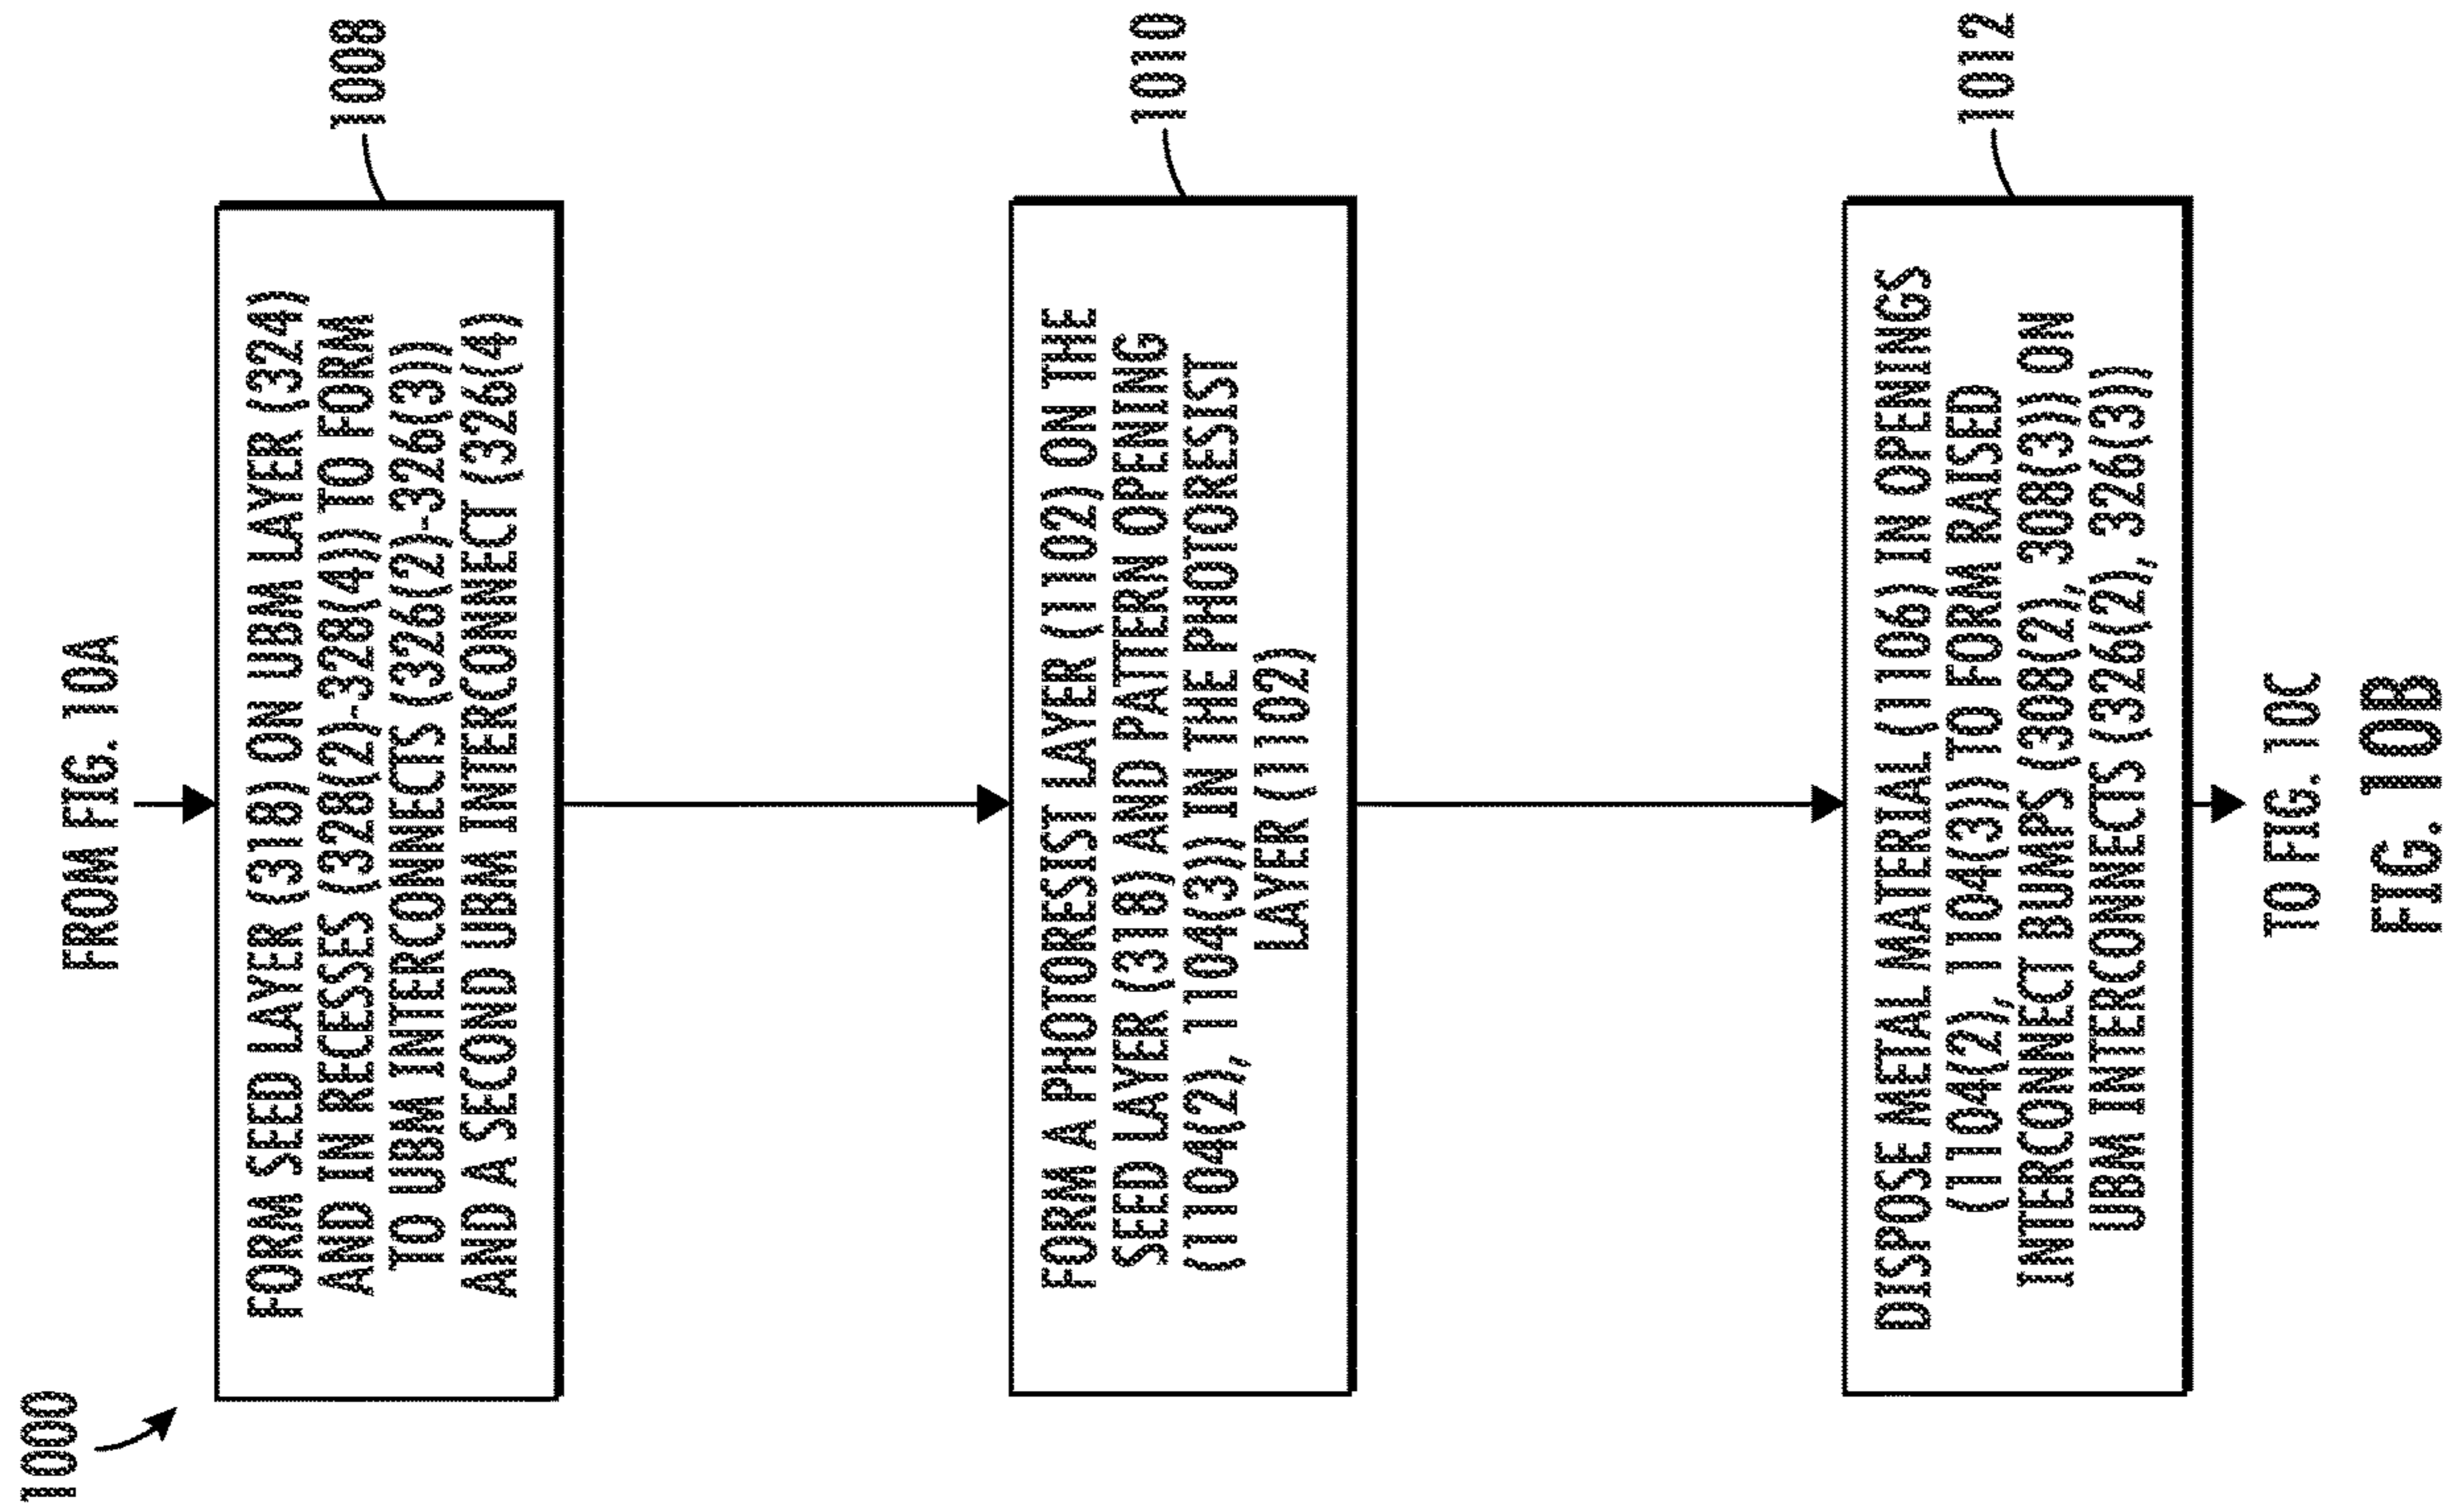 1000
FROM FIG. 10A
FORM SEED LAYER (318) ON UBM LAYER (324)
AND IN RECESSES (328(2)-328(4)) TO FORM
TO UBM INTERCONNECTS (326(2)-326(3))
AND A SECOND UBM INTERCONNECT (326(4)
1008
FORM A PHOTORESIST LAYER (1102) ON THE
SEED LAYER (318) AND PATTERN OPENING
(1104(2), 1104(3)) IN THE PHOTORESIST
LAYER (1102)
1010
DISPOSE METAL MATERIAL (1106) IN OPENINGS
(1104(2), 1104(3)) TO FORM RAISED
INTERCONNECT BUMPS (308(2), 308(3)) ON
UBM INTERCONNECTS (326(2), 326(3))
1012
TO FIG. 10C
FIG. 10B